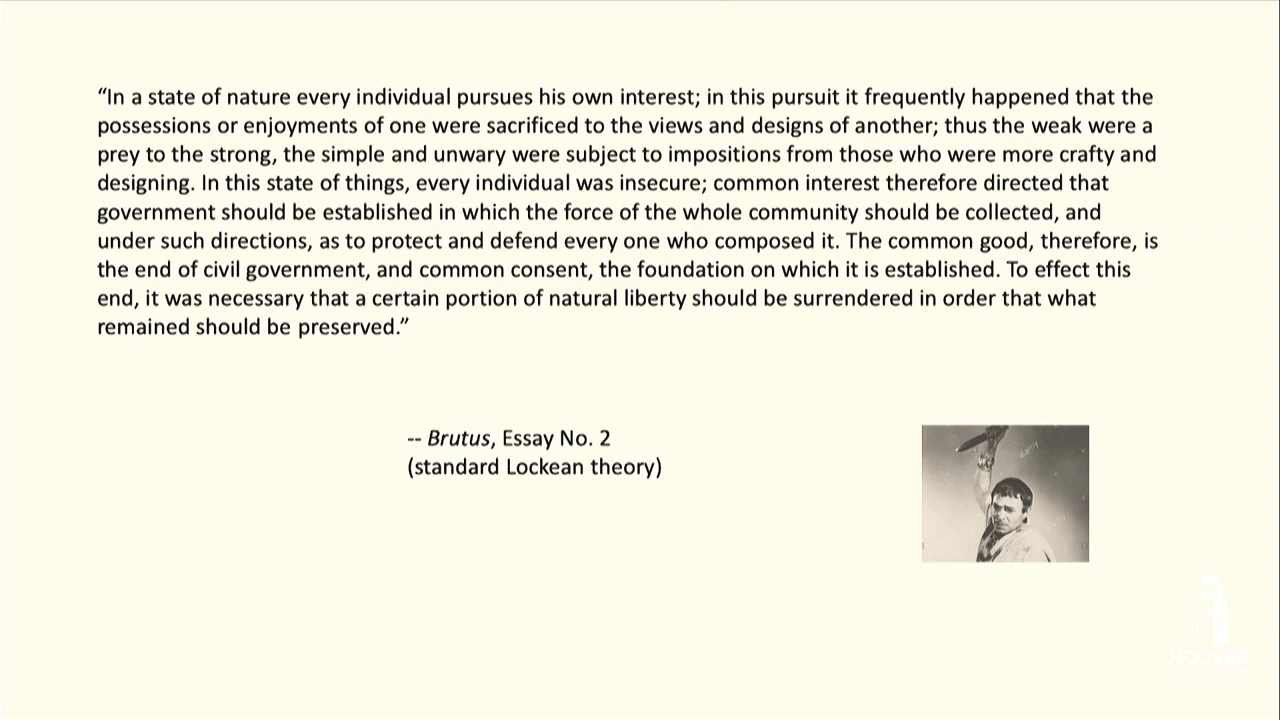 “In a state of nature every individual pursues his own interest; in this pursuit it frequently happened that the
possessions or enjoyments of one were sacrificed to the views and designs of another; thus the weak were a
prey to the strong, the simple and unwary were subject to impositions from those who were more crafty and
designing. In this state of things, every individual was insecure; common interest therefore directed that
government should be established in which the force of the whole community should be collected, and
under such directions, as to protect and defend every one who composed it. The common good, therefore, is
the end of civil government, and common consent, the foundation on which it is established. To effect this
end, it was necessary that a certain portion of natural liberty should be surrendered in order that what
remained should be preserved.”
-- Brutus, Essay No. 2
(standard Lockean theory)
alamy
HOOVER